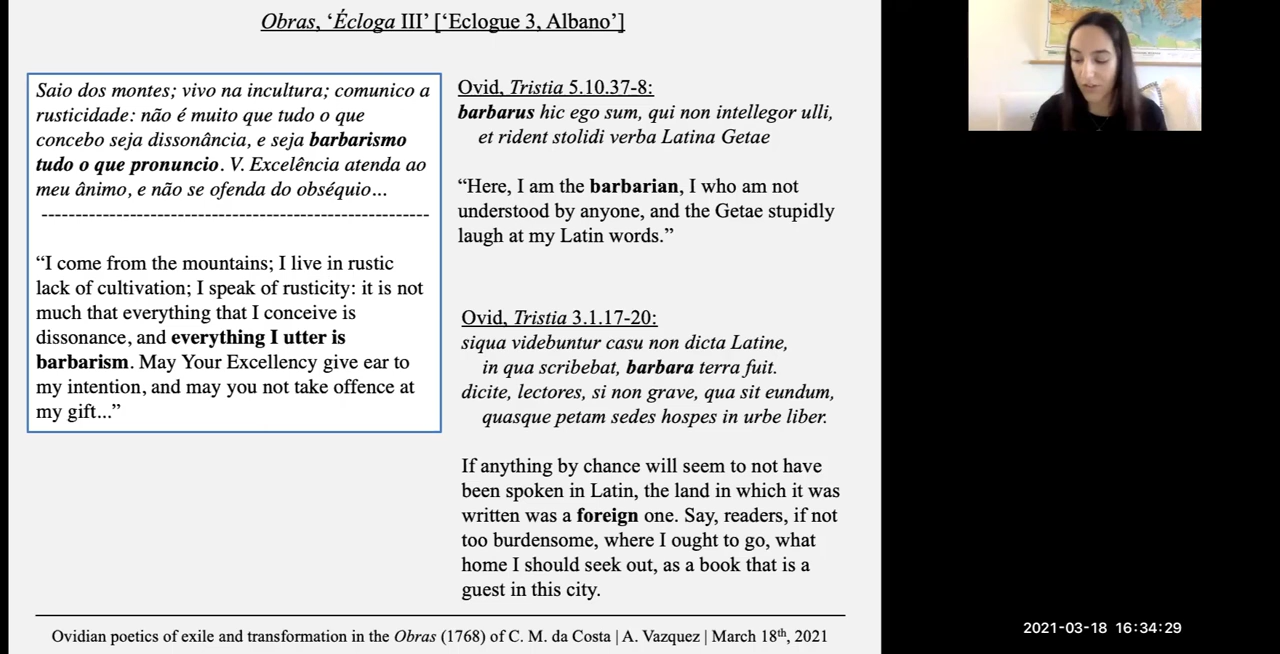 Obras, ‘Écloga III’ [‘Eclogue 3, Albano’]
Saio dos montes; vivo na incultura; comunico a
rusticidade: não é muito que tudo o que
concebo seja dissonância, e seja barbarismo
tudo o que pronuncio. V. Excelência atenda ao
meu ânimo, e não se ofenda do obséquio...
---------------------------------------------------------
“I come from the mountains; I live in rustic
lack of cultivation; I speak of rusticity: it is not
much that everything that I conceive is
dissonance, and everything I utter is
barbarism. May Your Excellency give ear to
my intention, and may you not take offence at
my gift...”
Ovid, Tristia 5.10.37-8:
barbarus hic ego sum, qui non intellegor ulli,
et rident stolidi verba Latina Getae
“Here, I am the barbarian, I who am not
understood by anyone, and the Getae stupidly
laugh at my Latin words.”
Ovid, Tristia 3.1.17-20:
siqua videbuntur casu non dicta Latine,
in qua scribebat, barbara terra fuit.
dicite, lectores, si non grave, qua sit eundum,
quasque petam sedes hospes in urbe liber.
If anything by chance will seem to not have
been spoken in Latin, the land in which it was
written was a foreign one. Say, readers, if not
too burdensome, where I ought to go, what
home I should seek out, as a book that is a
guest in this city.
Ovidian poetics of exile and transformation in the Obras (1768) of C. M. da Costa | A. Vazquez | March 18th, 2021
2021-03-18 16:34:29